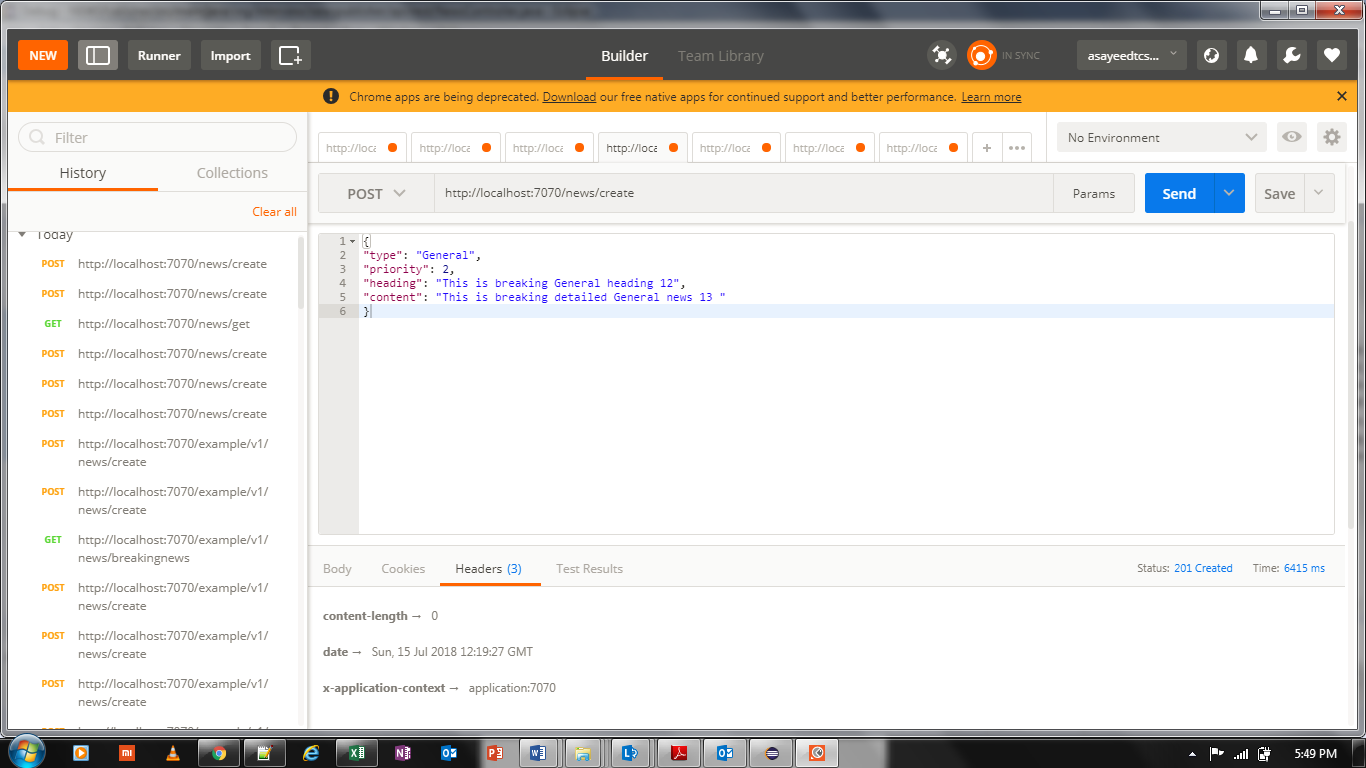 NEW
Runner
Import
Builder
Team Library
IN SYNC
asayeedtcs...
Chrome apps are being deprecated. Download our free native apps for continued support and better performance. Learn more
Filter
History
Collections
Clear all
Today
POST http://localhost:7070/news/create
POST http://localhost:7070/news/create
GET http://localhost:7070/news/get
POST http://localhost:7070/news/create
POST http://localhost:7070/news/create
POST http://localhost:7070/news/create
POST http://localhost:7070/example/v1/
news/create
POST http://localhost:7070/example/v1/
news/create
GET http://localhost:7070/example/v1/
news/breakingnews
POST http://localhost:7070/example/v1/
news/create
POST http://localhost:7070/example/v1/
news/create
POST http://localhost:7070/example/v1/
news/create
http://loca
http://loca
http://loca
http://loca
http://loca
http://loca
http://loca
No Environment
POST
http://localhost:7070/news/create
Params
Send
Save
1 {
2 "type": "General",
3 "priority": 2,
4 "heading": "This is breaking General heading 12",
5 "content": "This is breaking detailed General news 13 "
6 }
Body
Cookies
Headers (3)
Test Results
Status: 201 Created
Time: 6415 ms
content-length → 0
date → Sun, 15 Jul 2018 12:19:27 GMT
x-application-context → application:7070
5:49 PM